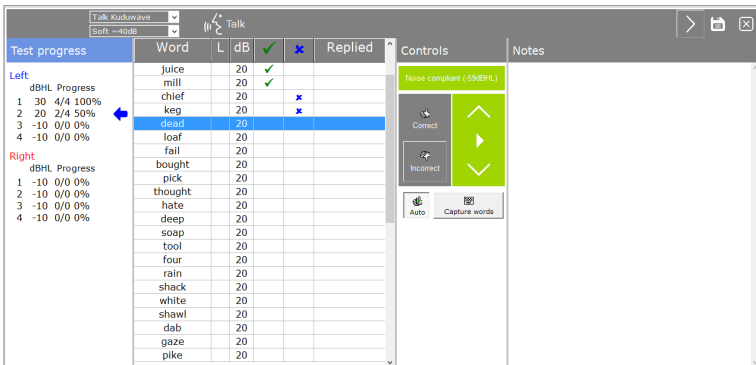 Talk Kuduwave
Soft ~40dB
Talk
Test progress
Left
dBHL Progress
1 30 4/4 100%
2 20 2/4 50%
3 -10 0/0 0%
4 -10 0/0 0%
Right
dBHL Progress
1 -10 0/0 0%
2 -10 0/0 0%
3 -10 0/0 0%
4 -10 0/0 0%
Word L dB Replied
juice 20
mill 20
chief 20
keg 20
dead 20
loaf 20
fail 20
bought 20
pick 20
thought 20
hate 20
deep 20
soap 20
tool 20
four 20
rain 20
shack 20
white 20
shawl 20
dab 20
gaze 20
pike 20
Controls
Noise compliant (-59dBHL)
Correct
Incorrect
Auto
Capture words
Notes